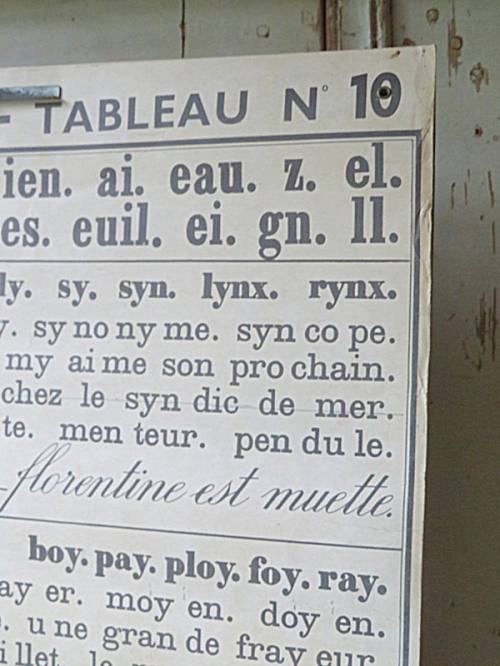 - TABLEAU N° 10
ien. ai. eau. z. el.
es. euil. ei. gn. ll.
ly. sy. syn. lynx. rynx.
y. sy no ny me. syn co pe.
my ai me son pro chain.
chez le syn dic de mer.
te. men teur. pen du le.
florentine est muette.
boy. pay. ploy. foy. ray.
ay er. moy en. doy en.
u ne gran de fray eur
illet